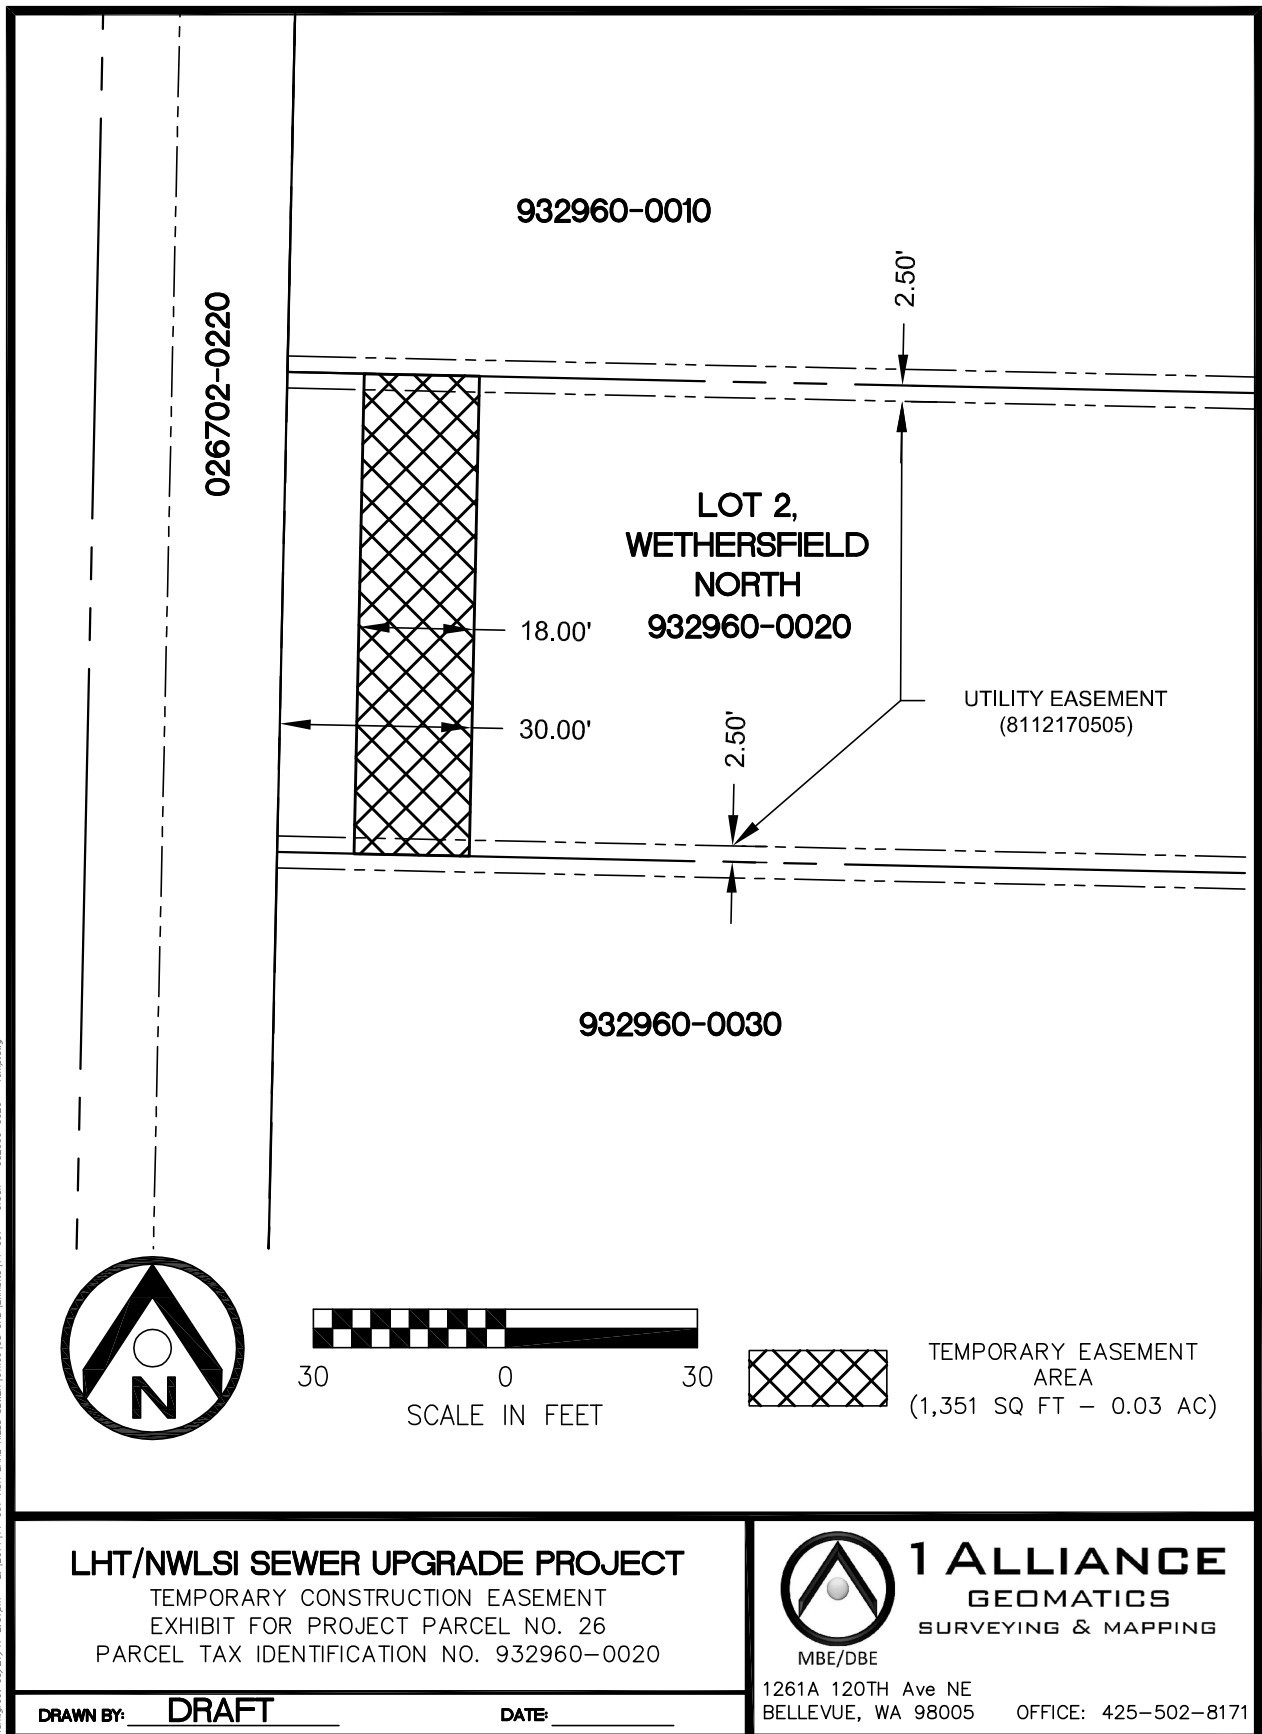 932960-0010
2.50'
026702-0220
LOT 2,
WETHERSFIELD
NORTH
932960-0020
18.00'
30.00'
2.50'
UTILITY EASEMENT
(8112170505)
932960-0030
N
30 0 30
SCALE IN FEET
TEMPORARY EASEMENT
AREA
(1,351 SQ FT - 0.03 AC)
LHT/NWLSI SEWER UPGRADE PROJECT
TEMPORARY CONSTRUCTION EASEMENT
EXHIBIT FOR PROJECT PARCEL NO. 26
PARCEL TAX IDENTIFICATION NO. 932960-0020
DRAWN BY: DRAFT DATE:
1 ALLIANCE
GEOMATICS
SURVEYING & MAPPING
MBE/DBE
1261A 120TH Ave NE
BELLEVUE, WA 98005 OFFICE: 425-502-8171